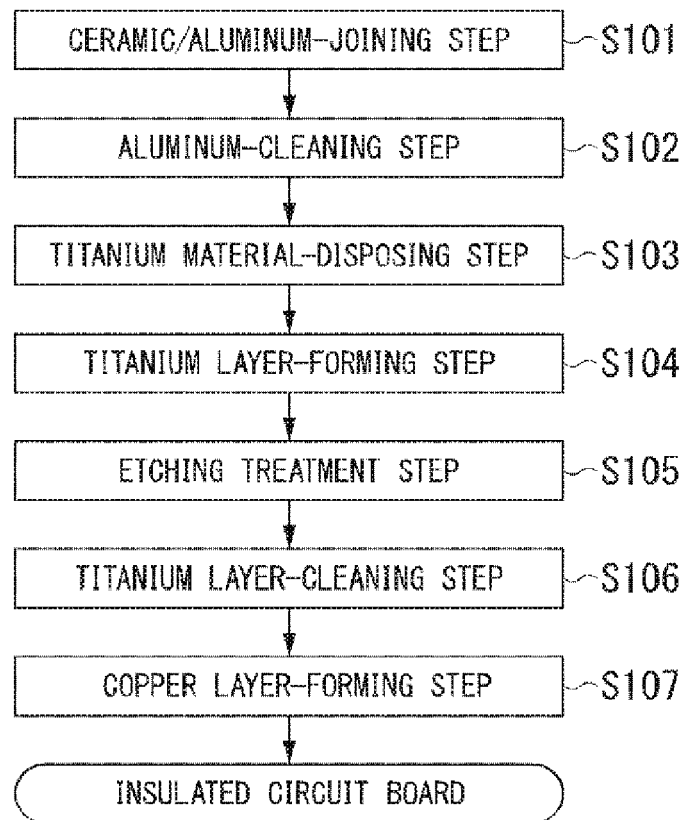 CERAMIC/ALUMINUM-JOINING STEP S101
ALUMINUM-CLEANING STEP S102
TITANIUM MATERIAL-DISPOSING STEP S103
TITANIUM LAYER-FORMING STEP S104
ETCHING TREATMENT STEP S105
TITANIUM LAYER-CLEANING STEP S106
COPPER LAYER-FORMING STEP S107
INSULATED CIRCUIT BOARD